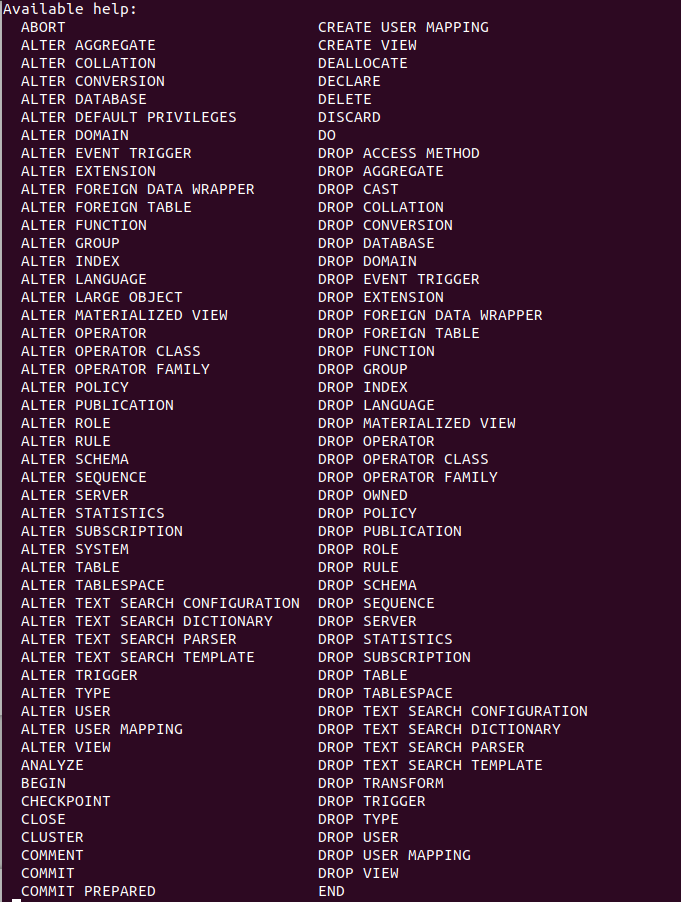 Available help:
ABORT CREATE USER MAPPING
ALTER AGGREGATE CREATE VIEW
ALTER COLLATION DEALLOCATE
ALTER CONVERSION DECLARE
ALTER DATABASE DELETE
ALTER DEFAULT PRIVILEGES DISCARD
ALTER DOMAIN DO
ALTER EVENT TRIGGER DROP ACCESS METHOD
ALTER EXTENSION DROP AGGREGATE
ALTER FOREIGN DATA WRAPPER DROP CAST
ALTER FOREIGN TABLE DROP COLLATION
ALTER FUNCTION DROP CONVERSION
ALTER GROUP DROP DATABASE
ALTER INDEX DROP DOMAIN
ALTER LANGUAGE DROP EVENT TRIGGER
ALTER LARGE OBJECT DROP EXTENSION
ALTER MATERIALIZED VIEW DROP FOREIGN DATA WRAPPER
ALTER OPERATOR DROP FOREIGN TABLE
ALTER OPERATOR CLASS DROP FUNCTION
ALTER OPERATOR FAMILY DROP GROUP
ALTER POLICY DROP INDEX
ALTER PUBLICATION DROP LANGUAGE
ALTER ROLE DROP MATERIALIZED VIEW
ALTER RULE DROP OPERATOR
ALTER SCHEMA DROP OPERATOR CLASS
ALTER SEQUENCE DROP OPERATOR FAMILY
ALTER SERVER DROP OWNED
ALTER STATISTICS DROP POLICY
ALTER SUBSCRIPTION DROP PUBLICATION
ALTER SYSTEM DROP ROLE
ALTER TABLE DROP RULE
ALTER TABLESPACE DROP SCHEMA
ALTER TEXT SEARCH CONFIGURATION DROP SEQUENCE
ALTER TEXT SEARCH DICTIONARY DROP SERVER
ALTER TEXT SEARCH PARSER DROP STATISTICS
ALTER TEXT SEARCH TEMPLATE DROP SUBSCRIPTION
ALTER TRIGGER DROP TABLE
ALTER TYPE DROP TABLESPACE
ALTER USER DROP TEXT SEARCH CONFIGURATION
ALTER USER MAPPING DROP TEXT SEARCH DICTIONARY
ALTER VIEW DROP TEXT SEARCH PARSER
ANALYZE DROP TEXT SEARCH TEMPLATE
BEGIN DROP TRANSFORM
CHECKPOINT DROP TRIGGER
CLOSE DROP TYPE
CLUSTER DROP USER
COMMENT DROP USER MAPPING
COMMIT DROP VIEW
COMMIT PREPARED END